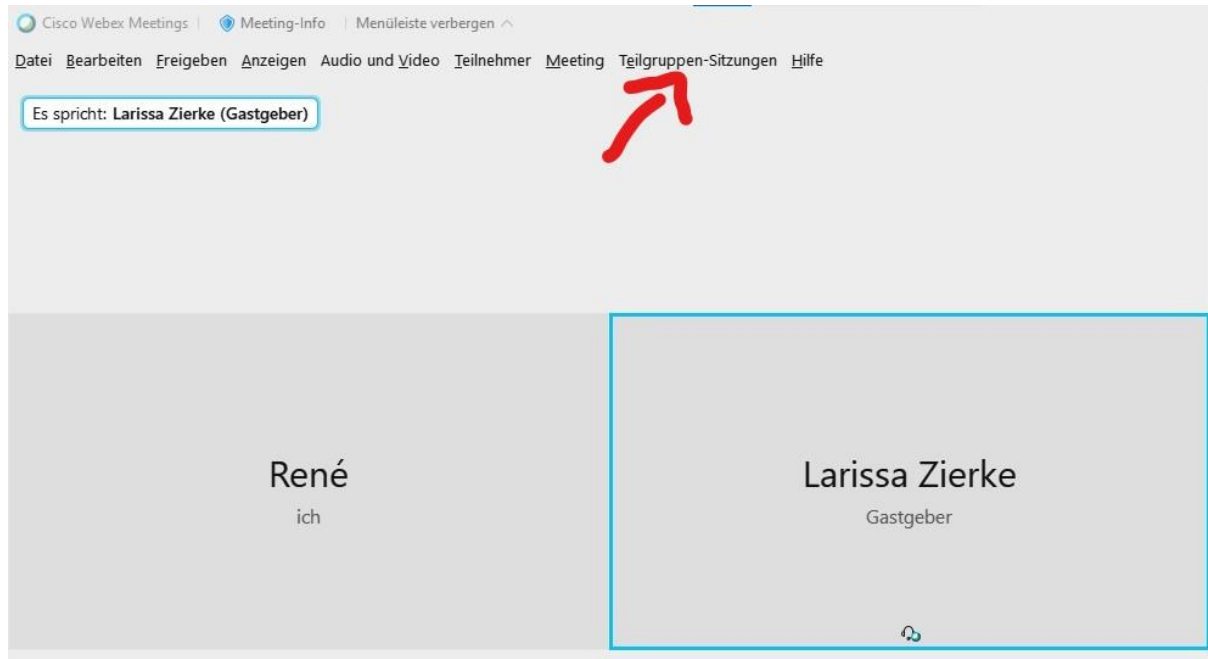 Cisco Webex Meetings | Meeting-Info | Menüleiste verbergen
Datei Bearbeiten Freigeben Anzeigen Audio und Video Teilnehmer Meeting Teilgruppen-Sitzungen Hilfe
Es spricht: Larissa Zierke (Gastgeber)
René
ich
Larissa Zierke
Gastgeber